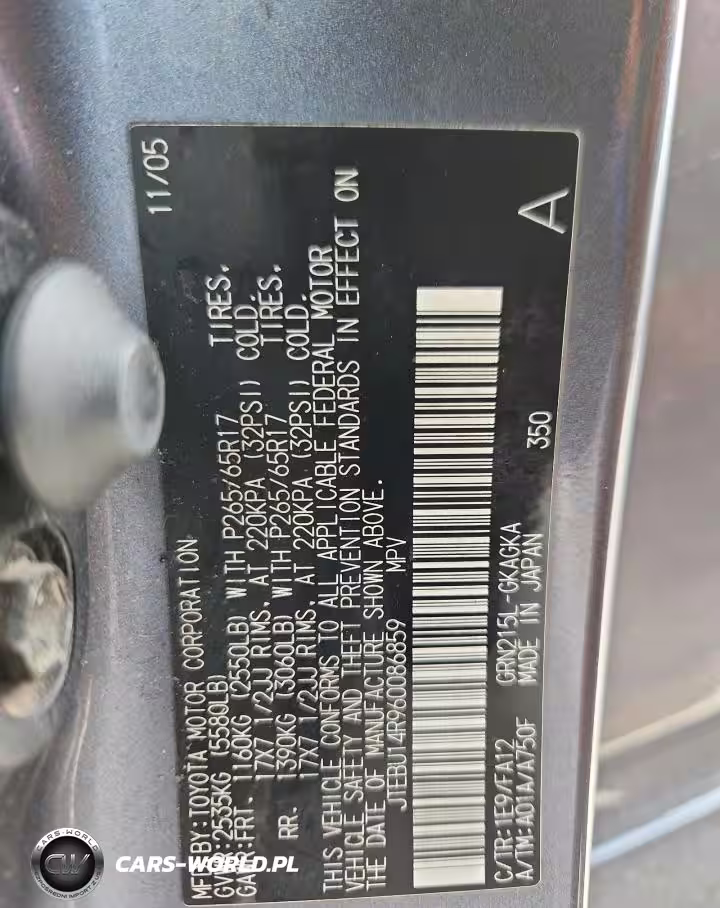 MFD BY:TOYOTA MOTOR CORPORATION 11/05
GVWR:2535KG (5580LB)
GAWR:FRT. 1160KG (2550LB) WITH P265/65R17 TIRES,
17X7 1/2JJ RIMS, AT 220KPA (32PSI) COLD.
RR. 1390KG (3060LB) WITH P265/65R17 TIRES,
17X7 1/2JJ RIMS, AT 220KPA (32PSI) COLD.
THIS VEHICLE CONFORMS TO ALL APPLICABLE FEDERAL MOTOR
VEHICLE SAFETY AND THEFT PREVENTION STANDARDS IN EFFECT ON
THE DATE OF MANUFACTURE SHOWN ABOVE.
JTEBU14R960086859 MPV
C/TR:1E9/FA12 GRN215L-GKAGKA 350 A
A/TM:A01A/A750F MADE IN JAPAN
CARS-WORLD
CW
CARS-WORLD.PL